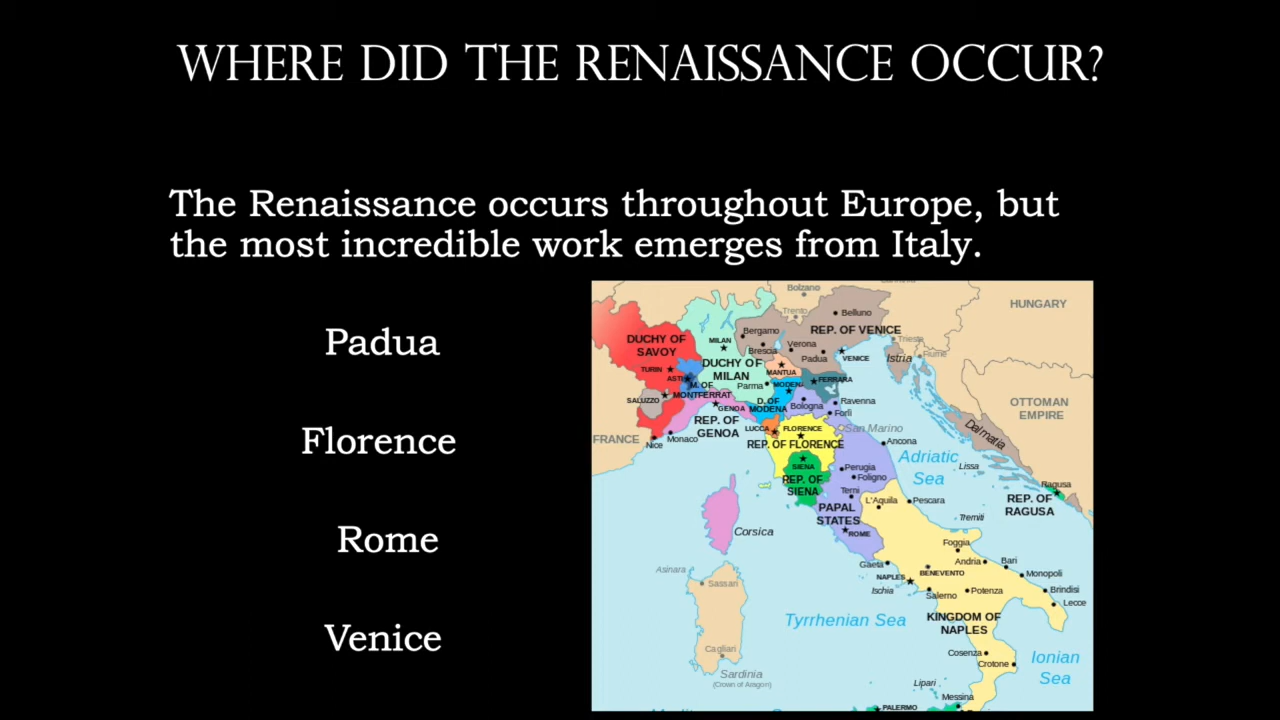 WHERE DID THE RENAISSANCE OCCUR?
The Renaissance occurs throughout Europe, but
the most incredible work emerges from Italy.
Padua
Florence
Rome
Venice
Bolzano
HUNGARY
Trento
Belluno
Bergamo
REP. OF VENICE
DUCHY OF
SAVOY
MILAN
Verona
Trieste
Brescia
Padua
VENICE
Istria
Fiume
DUCHY OF
MILAN
TURIN
MANTUA
ASTI
M. OF
MONTFERRAT
Parma
MODENA
FERRARA
SALUZZO
D. OF
MODENA
Bologna
Ravenna
GENOA
Forlì
OTTOMAN
EMPIRE
REP. OF
GENOA
LUCCA
FLORENCE
San Marino
Dalmatia
FRANCE
Nice
Monaco
REP. OF FLORENCE
Ancona
Adriatic
Sea
Lissa
SIENA
Perugia
REP. OF
SIENA
Foligno
Terni
Ragusa
L'Aquila
Pescara
REP. OF
RAGUSA
PAPAL
STATES
Tremiti
Corsica
ROME
Foggia
Gaeta
Andria
Bari
Asinara
NAPLES
BENEVENTO
Monopoli
Sassari
Ischia
Salerno
Potenza
Brindisi
Lecce
Tyrrhenian Sea
KINGDOM OF
NAPLES
Cagliari
Cosenza
Crotone
Ionian
Sea
Sardinia
(Crown of Aragon)
Lipari
Messina
PALERMO